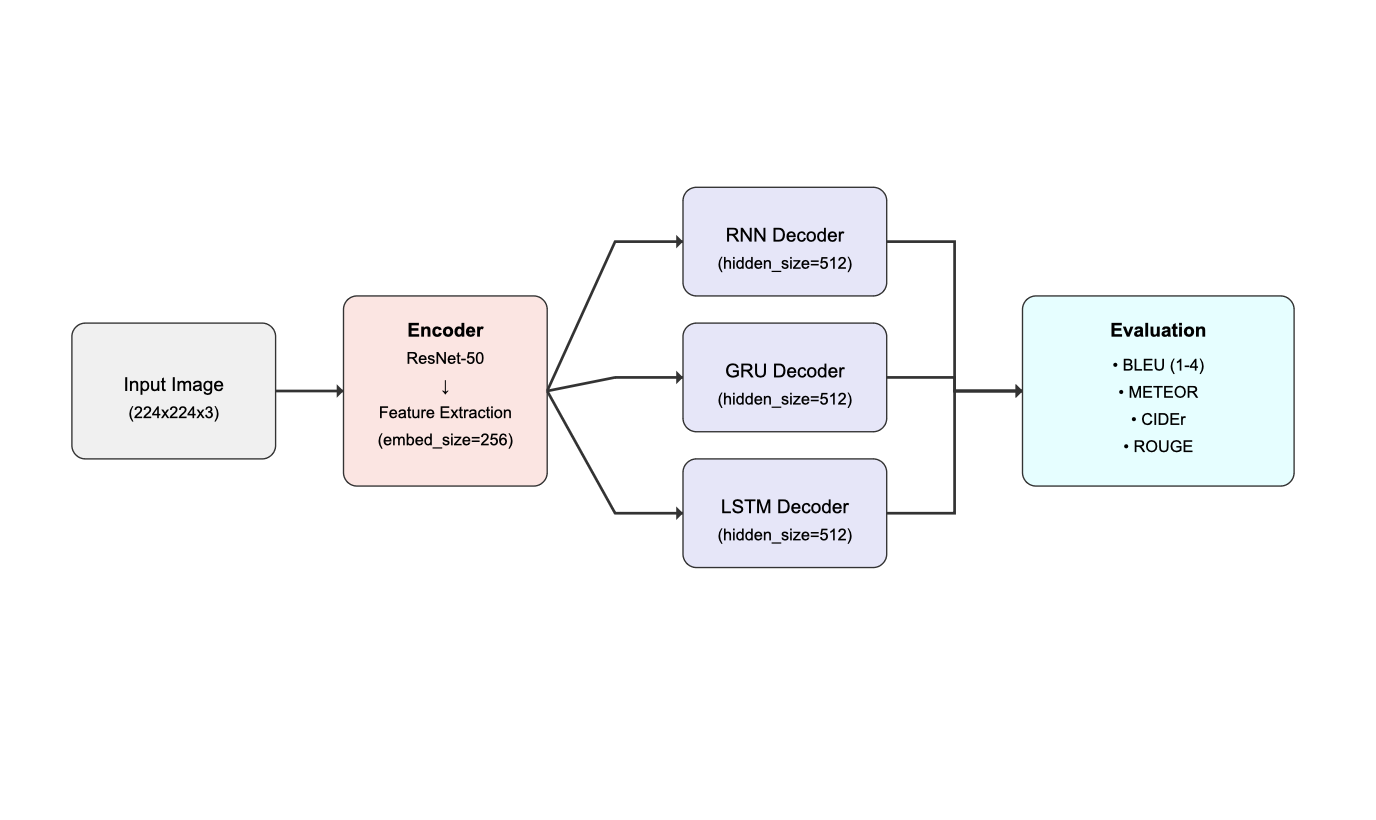 Input Image
(224x224x3)
Encoder
ResNet-50
↓
Feature Extraction
(embed_size=256)
RNN Decoder
(hidden_size=512)
GRU Decoder
(hidden_size=512)
LSTM Decoder
(hidden_size=512)
Evaluation
• BLEU (1-4)
• METEOR
• CIDEr
• ROUGE